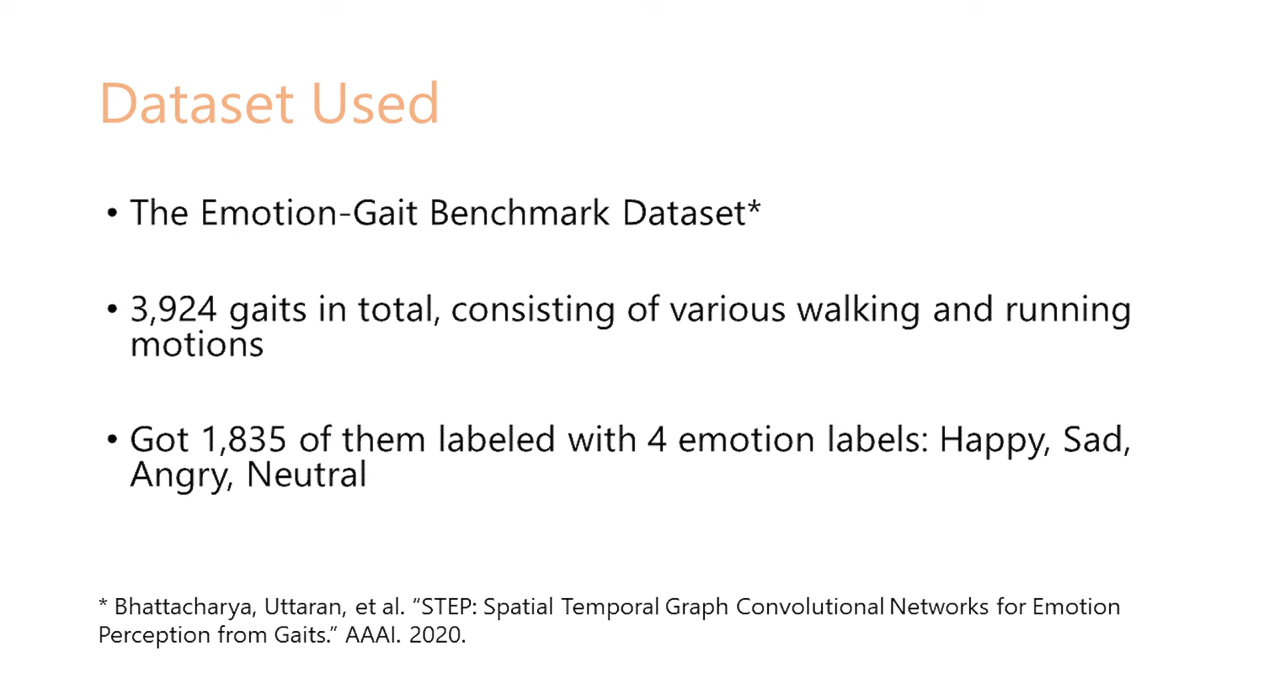 Dataset Used
• The Emotion-Gait Benchmark Dataset*
• 3,924 gaits in total, consisting of various walking and running
motions
• Got 1,835 of them labeled with 4 emotion labels: Happy, Sad,
Angry, Neutral
* Bhattacharya, Uttaran, et al. “STEP: Spatial Temporal Graph Convolutional Networks for Emotion
Perception from Gaits.” AAAI. 2020.